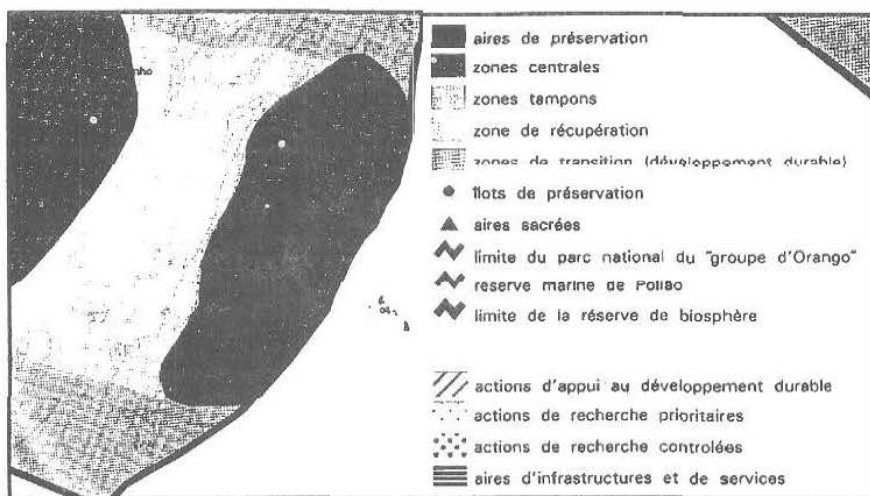 nho
aires de préservation
zones centrales
zones tampons
zone de récupération
zones de transition (développement durable)
îlots de préservation
aires sacrées
limite du parc national du "groupe d'Orango"
reserve marine de Poilão
limite de la réserve de biosphère
actions d'appui au développement durable
actions de recherche prioritaires
actions de recherche controlées
aires d'infrastructures et de services